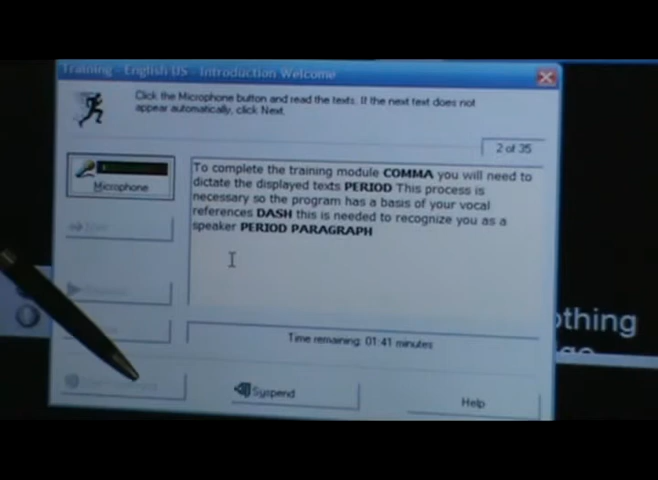 Training - English US - Introduction Welcome
Click the Microphone button and read the texts. If the next text does not
appear automatically, click Next.
2 of 35
Microphone
To complete the training module COMMA you will need to
dictate the displayed texts PERIOD This process is
necessary so the program has a basis of your vocal
references DASH this is needed to recognize you as a
speaker PERIOD PARAGRAPH
Time remaining: 01:41 minutes
Suspend
Help
othing